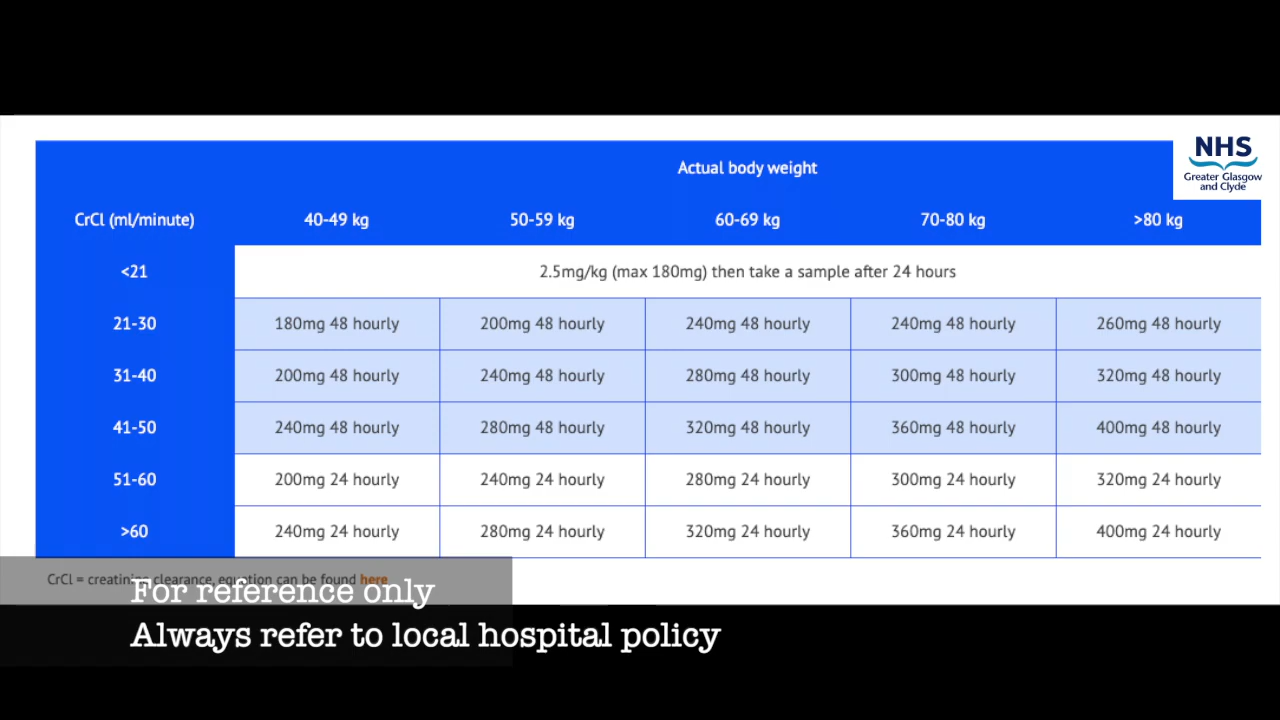 NHS
Greater Glasgow
and Clyde
Actual body weight
CrCl (ml/minute) 40-49 kg 50-59 kg 60-69 kg 70-80 kg >80 kg
<21 2.5mg/kg (max 180mg) then take a sample after 24 hours
21-30 180mg 48 hourly 200mg 48 hourly 240mg 48 hourly 240mg 48 hourly 260mg 48 hourly
31-40 200mg 48 hourly 240mg 48 hourly 280mg 48 hourly 300mg 48 hourly 320mg 48 hourly
41-50 240mg 48 hourly 280mg 48 hourly 320mg 48 hourly 360mg 48 hourly 400mg 48 hourly
51-60 200mg 24 hourly 240mg 24 hourly 280mg 24 hourly 300mg 24 hourly 320mg 24 hourly
>60 240mg 24 hourly 280mg 24 hourly 320mg 24 hourly 360mg 24 hourly 400mg 24 hourly
CrCl = creatinine clearance, equation can be found here
For reference only
Always refer to local hospital policy